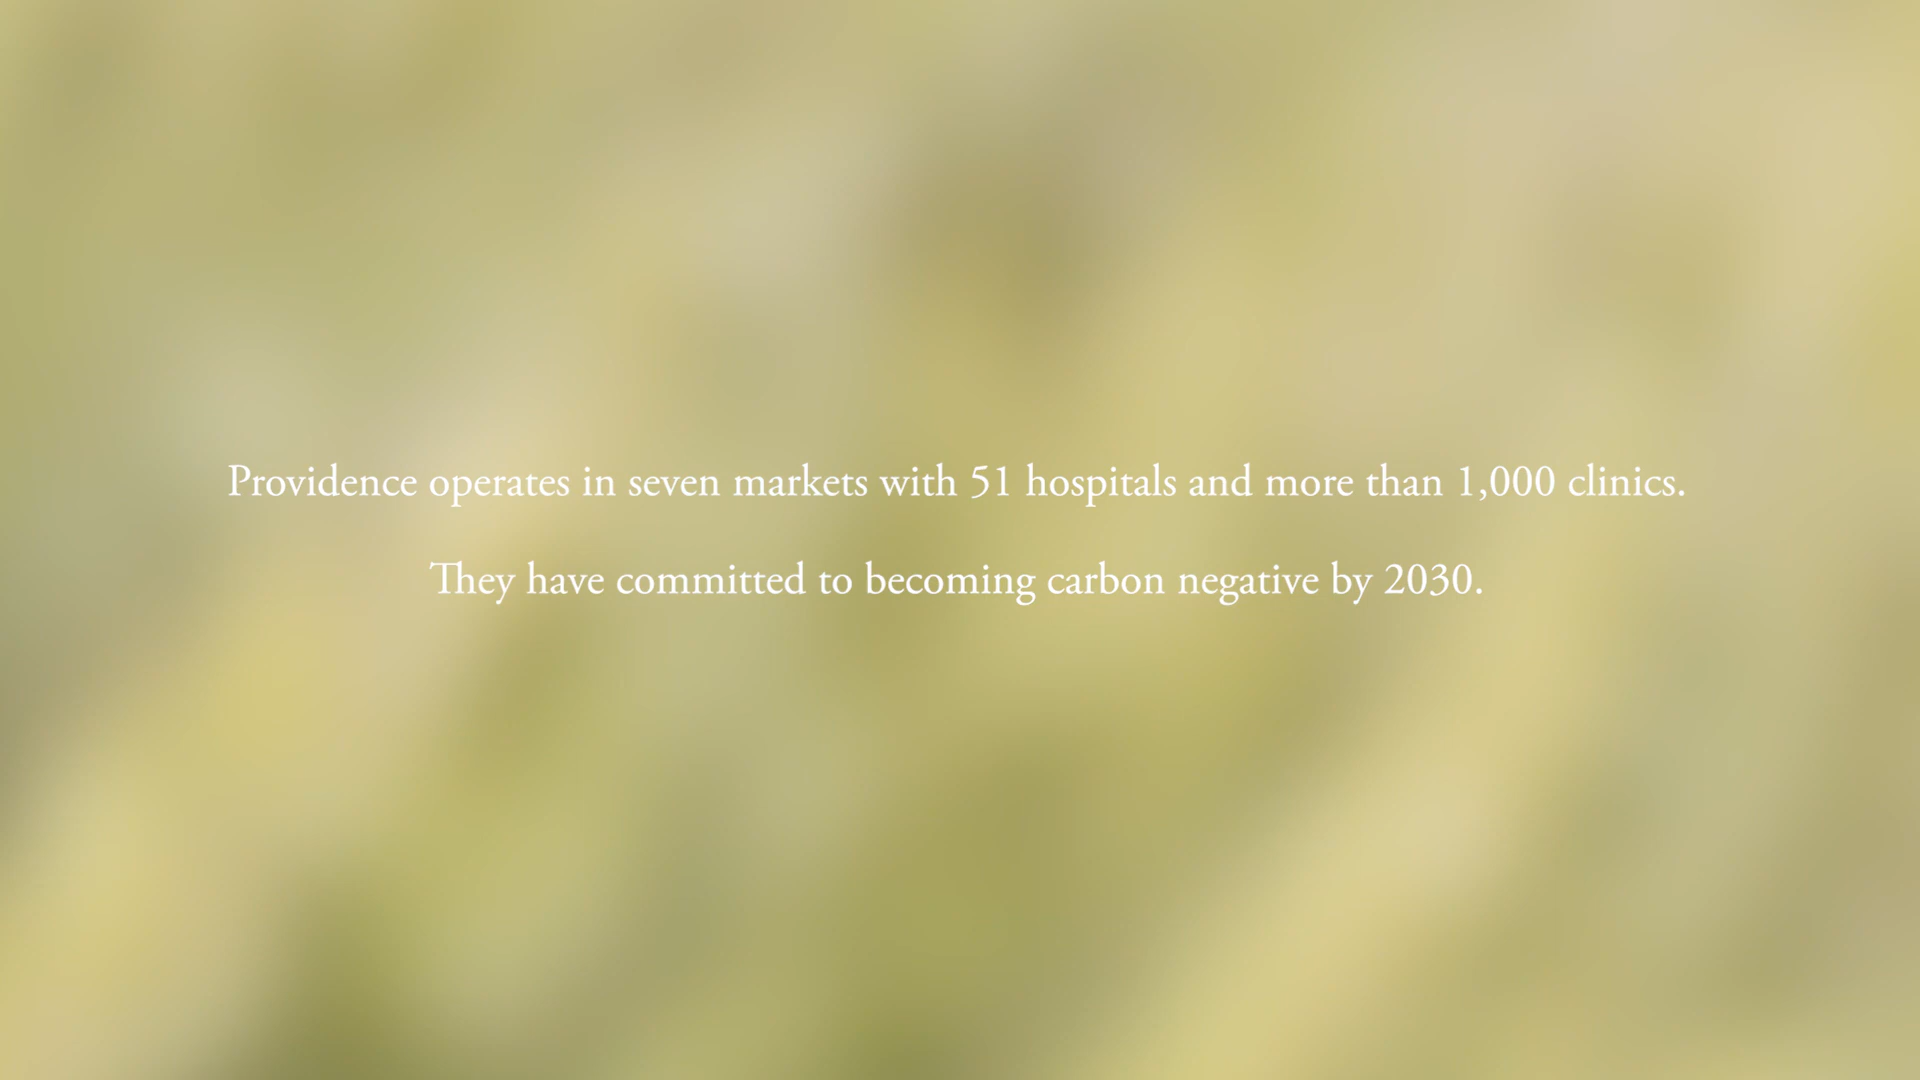 Providence operates in seven markets with 51 hospitals and more than 1,000 clinics.
They have committed to becoming carbon negative by 2030.